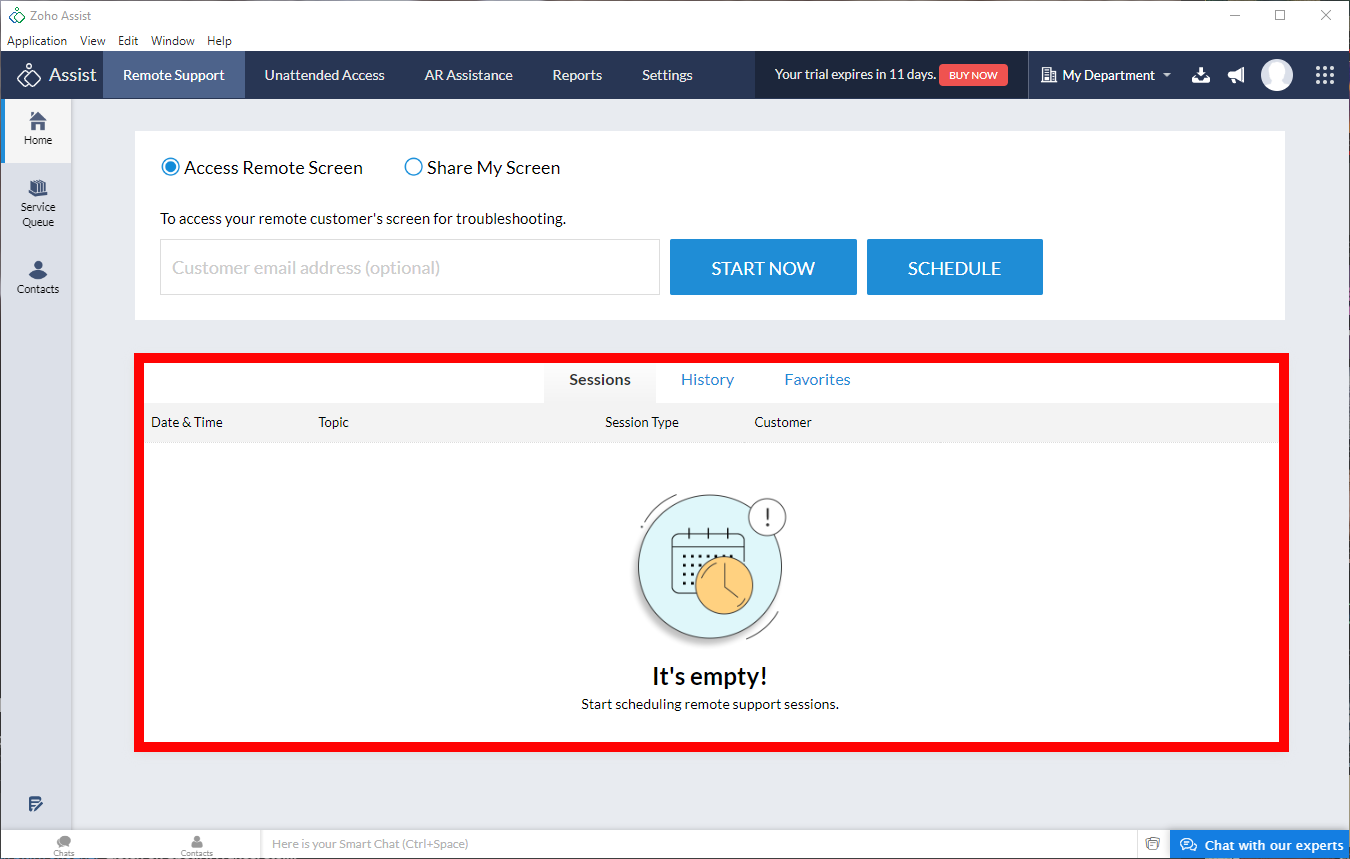 Zoho Assist
Application View Edit Window Help
Assist Remote Support Unattended Access AR Assistance Reports Settings Your trial expires in 11 days. BUY NOW My Department
Home
Service
Queue
Contacts
Access Remote Screen Share My Screen
To access your remote customer's screen for troubleshooting.
Customer email address (optional) START NOW SCHEDULE
Sessions History Favorites
Date & Time Topic Session Type Customer
!
It's empty!
Start scheduling remote support sessions.
Chats Contacts Here is your Smart Chat (Ctrl+Space) Chat with our experts